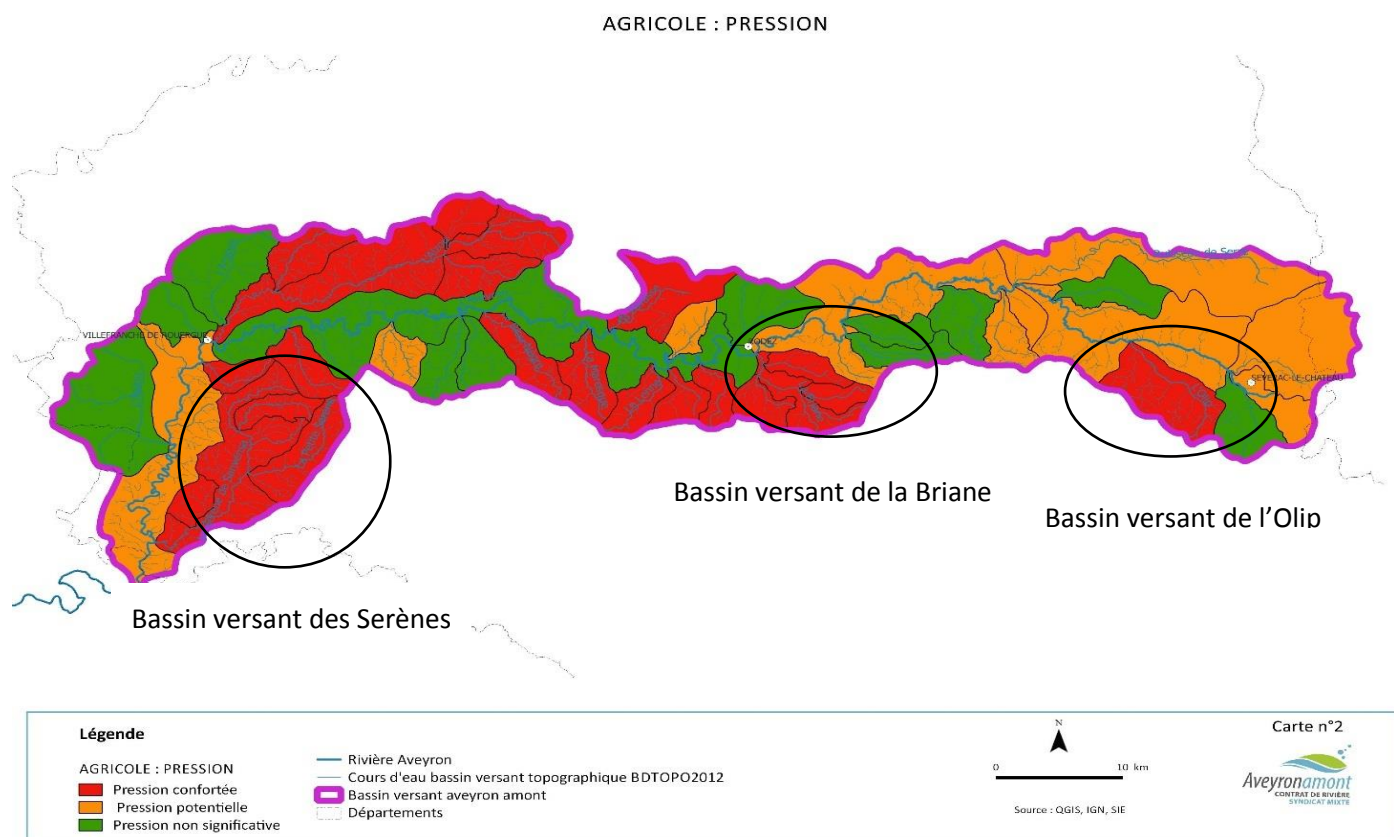 AGRICOLE : PRESSION
VILLEFRANCHE DE ROUERGUE
SEVERAC-LE-CHATEAU
Bassin versant de la Briane
Bassin versant de l'Olip
Bassin versant des Serènes
Légende
AGRICOLE : PRESSION
Pression confortée
Pression potentielle
Pression non significative
Rivière Aveyron
Cours d'eau bassin versant topographique BDTOPO2012
Bassin versant aveyron amont
Départements
N
0 10 km
Source : QGIS, IGN, SIE
Carte n°2
Aveyronamont
CONTRAT DE RIVIÈRE
SYNDICAT MIXTE